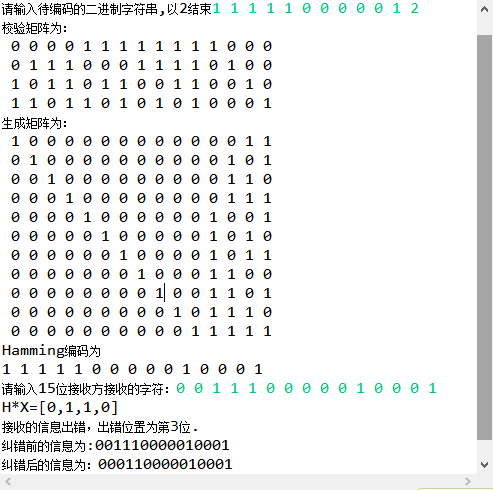 请输入待编码的二进制字符串,以2结束1 1 1 1 1 0 0 0 0 0 1 2
校验矩阵为:
0 0 0 0 1 1 1 1 1 1 1 1 0 0 0
0 1 1 1 0 0 0 1 1 1 1 0 1 0 0
1 0 1 1 0 1 1 0 0 1 1 0 0 1 0
1 1 0 1 1 0 1 0 1 0 1 0 0 0 1
生成矩阵为:
1 0 0 0 0 0 0 0 0 0 0 0 0 1 1
0 1 0 0 0 0 0 0 0 0 0 0 1 0 1
0 0 1 0 0 0 0 0 0 0 0 0 1 1 0
0 0 0 1 0 0 0 0 0 0 0 0 1 1 1
0 0 0 0 1 0 0 0 0 0 0 1 0 0 1
0 0 0 0 0 1 0 0 0 0 0 1 0 1 0
0 0 0 0 0 0 1 0 0 0 0 1 0 1 1
0 0 0 0 0 0 0 1 0 0 0 1 1 0 0
0 0 0 0 0 0 0 0 1 0 0 1 1 0 1
0 0 0 0 0 0 0 0 0 1 0 1 1 1 0
0 0 0 0 0 0 0 0 0 0 1 1 1 1 1
Hamming编码为
1 1 1 1 1 0 0 0 0 0 1 0 0 0 1
请输入15位接收方接收的字符: 0 0 1 1 1 0 0 0 0 0 1 0 0 0 1
H*X=[0,1,1,0]
接收的信息出错，出错位置为第3位.
纠错前的信息为:001110000010001
纠错后的信息为: 000110000010001